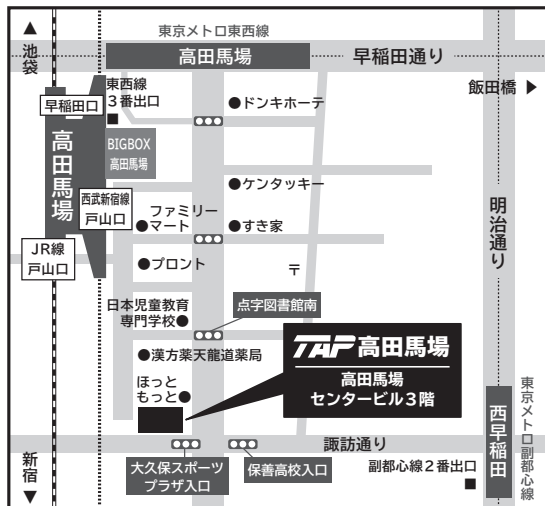 東京メトロ東西線
▲
池袋
高田馬場
早稲田通り
飯田橋 ▶
早稲田口
東西線
3番出口
■
●ドンキホーテ
高田馬場
BIGBOX
高田馬場
●ケンタッキー
西武新宿線
戸山口
ファミリー
●マート
●すき家
明治通り
JR線
戸山口
●プロント
〒
日本児童教育
専門学校●
点字図書館南
TAP高田馬場
高田馬場
センタービル3階
●漢方薬天龍道薬局
ほっと
もっと●
西早稲田
東京メトロ副都心線
諏訪通り
新宿
▼
大久保スポーツ
プラザ入口
保善高校入口
副都心線2番出口
■